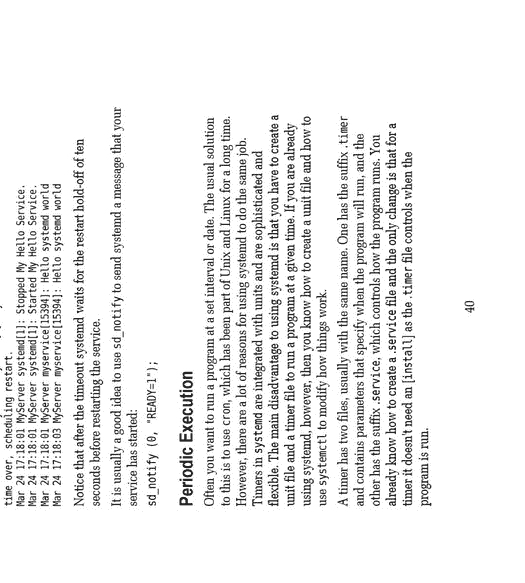 time over, scheduling restart.
Mar 24 17:18:01 MyServer systemd[1]: Stopped My Hello Service.
Mar 24 17:18:01 MyServer systemd[1]: Started My Hello Service.
Mar 24 17:18:01 MyServer myservice[15394]: Hello systemd world
Mar 24 17:18:03 MyServer myservice[15394]: Hello systemd world
Notice that after the timeout systemd waits for the restart hold-off of ten
seconds before restarting the service.
It is usually a good idea to use sd_notify to send systemd a message that your
service has started:
sd_notify (0, "READY=1");
Periodic Execution
Often you want to run a program at a set interval or date. The usual solution
to this is to use cron, which has been part of Unix and Linux for a long time.
However, there are a lot of reasons for using systemd to do the same job.
Timers in systemd are integrated with units and are sophisticated and
flexible. The main disadvantage to using systemd is that you have to create a
unit file and a timer file to run a program at a given time. If you are already
using systemd, however, then you know how to create a unit file and how to
use systemctl to modify how things work.
A timer has two files, usually with the same name. One has the suffix .timer
and contains parameters that specify when the program will run, and the
other has the suffix .service, which controls how the program runs. You
already know how to create a .service file and the only change is that for a
timer it doesn't need an [install] as the .timer file controls when the
program is run.
40